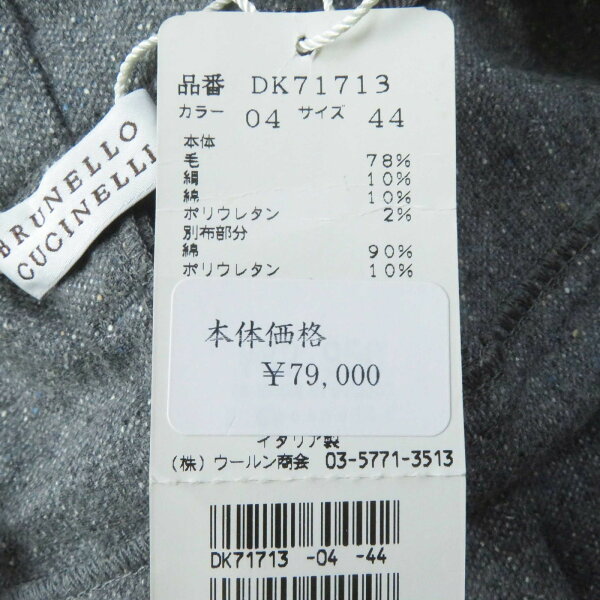 BRUNELLO
CUCINELLI
品番 DK71713
カラー 04 サイズ 44
本体
毛 78%
絹 10%
綿 10%
ポリウレタン 2%
別布部分
綿 90%
ポリウレタン 10%
本体価格
￥79,000
イタリア製
(株) ウールン商会 03-5771-3513
DK71713 -04 -44